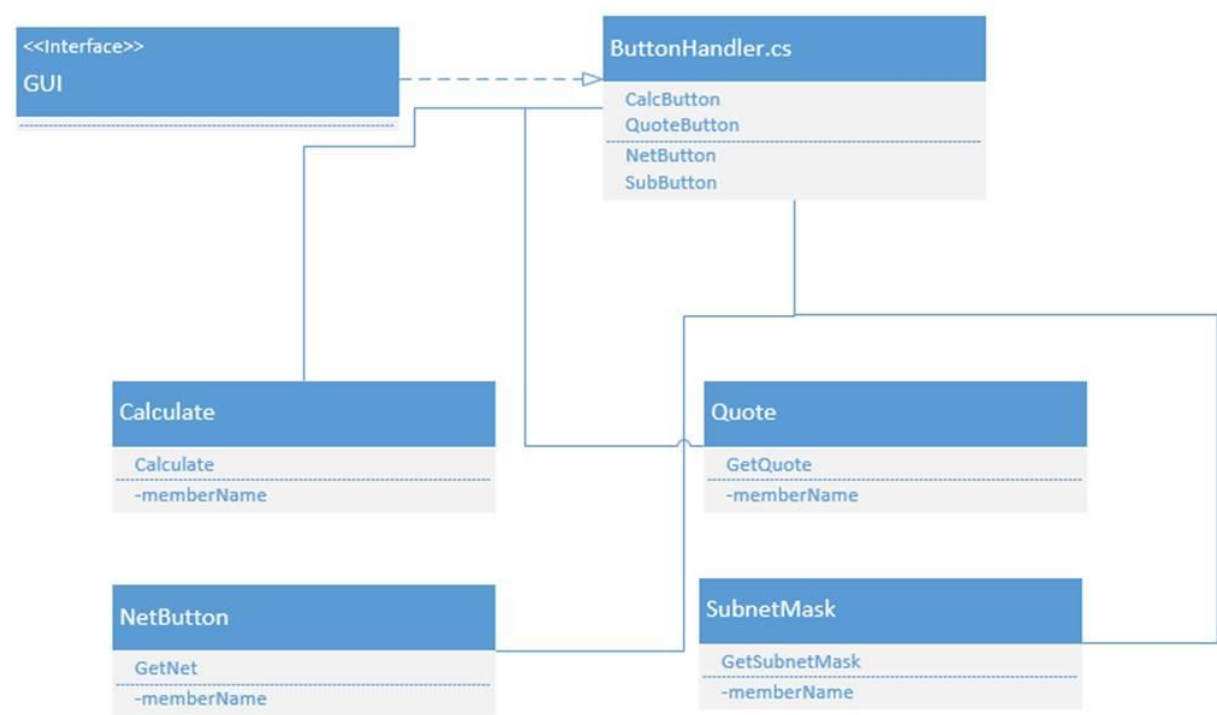 <<Interface>>
GUI
ButtonHandler.cs
CalcButton
QuoteButton
NetButton
SubButton
Calculate
Calculate
-memberName
Quote
GetQuote
-memberName
NetButton
GetNet
-memberName
SubnetMask
GetSubnetMask
-memberName